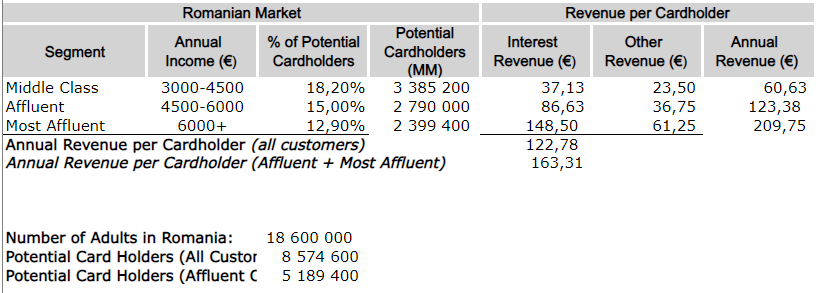 Romanian Market Revenue per Cardholder
Segment Annual Income (€) % of Potential Cardholders Potential Cardholders (MM) Interest Revenue (€) Other Revenue (€) Annual Revenue (€)
Middle Class 3000-4500 18,20% 3 385 200 37,13 23,50 60,63
Affluent 4500-6000 15,00% 2 790 000 86,63 36,75 123,38
Most Affluent 6000+ 12,90% 2 399 400 148,50 61,25 209,75
Annual Revenue per Cardholder (all customers) 122,78
Annual Revenue per Cardholder (Affluent + Most Affluent) 163,31
Number of Adults in Romania: 18 600 000
Potential Card Holders (All Custor 8 574 600
Potential Card Holders (Affluent C 5 189 400